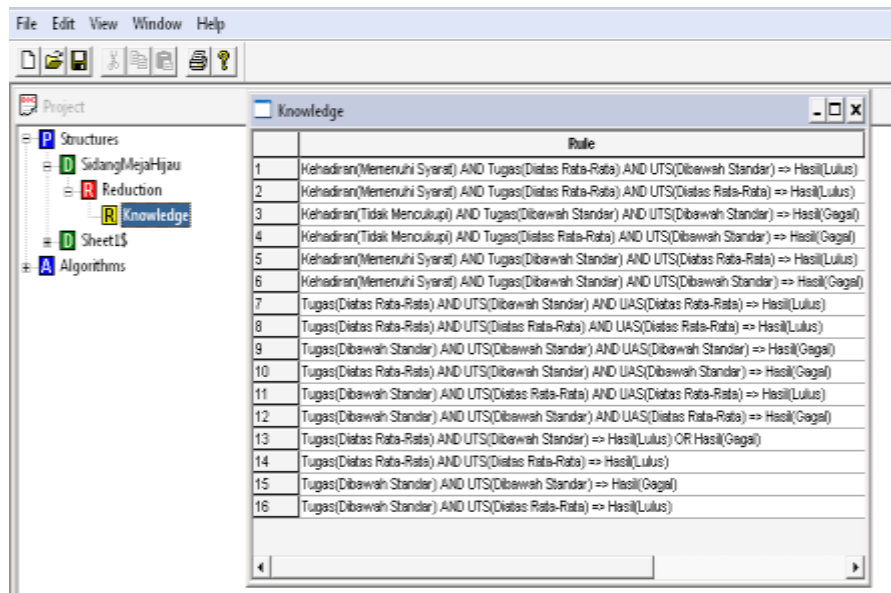 File Edit View Window Help
Project
Structures
SidangMejaHijau
Reduction
Knowledge
Sheet1$
Algorithms
Knowledge
Rule
1 Kehadiran(Memenuhi Syarat) AND Tugas(Diatas Rata-Rata) AND UTS(Dibawah Standar) => Hasil(Lulus)
2 Kehadiran(Memenuhi Syarat) AND Tugas(Diatas Rata-Rata) AND UTS(Diatas Rata-Rata) => Hasil(Lulus)
3 Kehadiran(Tidak Mencukupi) AND Tugas(Dibawah Standar) AND UTS(Dibawah Standar) => Hasil(Gagal)
4 Kehadiran(Tidak Mencukupi) AND Tugas(Diatas Rata-Rata) AND UTS(Dibawah Standar) => Hasil(Gagal)
5 Kehadiran(Memenuhi Syarat) AND Tugas(Dibawah Standar) AND UTS(Diatas Rata-Rata) => Hasil(Lulus)
6 Kehadiran(Memenuhi Syarat) AND Tugas(Dibawah Standar) AND UTS(Dibawah Standar) => Hasil(Gagal)
7 Tugas(Diatas Rata-Rata) AND UTS(Dibawah Standar) AND UAS(Diatas Rata-Rata) => Hasil(Lulus)
8 Tugas(Diatas Rata-Rata) AND UTS(Diatas Rata-Rata) AND UAS(Diatas Rata-Rata) => Hasil(Lulus)
9 Tugas(Dibawah Standar) AND UTS(Dibawah Standar) AND UAS(Dibawah Standar) => Hasil(Gagal)
10 Tugas(Diatas Rata-Rata) AND UTS(Dibawah Standar) AND UAS(Dibawah Standar) => Hasil(Gagal)
11 Tugas(Dibawah Standar) AND UTS(Diatas Rata-Rata) AND UAS(Diatas Rata-Rata) => Hasil(Lulus)
12 Tugas(Dibawah Standar) AND UTS(Dibawah Standar) AND UAS(Diatas Rata-Rata) => Hasil(Gagal)
13 Tugas(Diatas Rata-Rata) AND UTS(Dibawah Standar) => Hasil(Lulus) OR Hasil(Gagal)
14 Tugas(Diatas Rata-Rata) AND UTS(Diatas Rata-Rata) => Hasil(Lulus)
15 Tugas(Dibawah Standar) AND UTS(Dibawah Standar) => Hasil(Gagal)
16 Tugas(Dibawah Standar) AND UTS(Diatas Rata-Rata) => Hasil(Lulus)